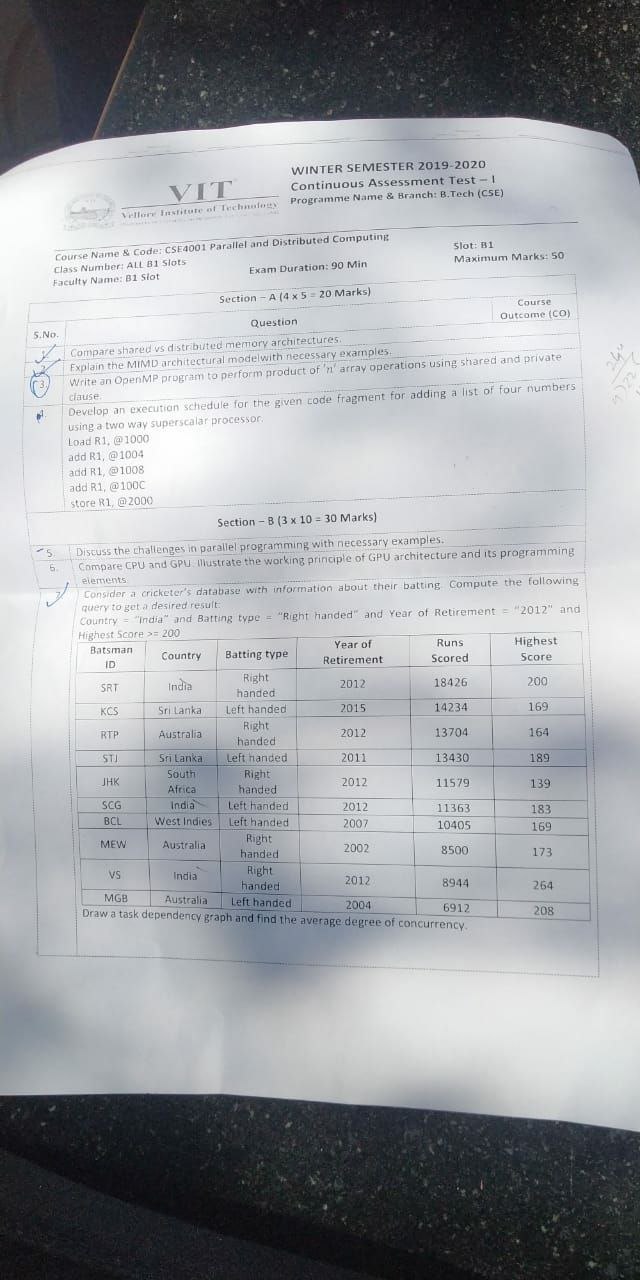 WINTER SEMESTER 2019-2020
Continuous Assessment Test – I
Programme Name & Branch: B.Tech (CSE)
VIT
Vellore Institute of Technology
Course Name & Code: CSE4001 Parallel and Distributed Computing
Class Number: ALL B1 Slots
Slot: B1
Faculty Name: B1 Slot
Exam Duration: 90 Min
Maximum Marks: 50
Section – A (4 x 5 = 20 Marks)
S.No. Question Course
Outcome (CO)
1. Compare shared vs distributed memory architectures.
2. Explain the MIMD architectural model with necessary examples.
3. Write an OpenMP program to perform product of 'n' array operations using shared and private
clause.
4. Develop an execution schedule for the given code fragment for adding a list of four numbers
using a two way superscalar processor.
Load R1, @1000
add R1, @1004
add R1, @1008
add R1, @100C
store R1, @2000
Section – B (3 x 10 = 30 Marks)
5. Discuss the challenges in parallel programming with necessary examples.
6. Compare CPU and GPU. Illustrate the working principle of GPU architecture and its programming
elements.
Consider a cricketer's database with information about their batting. Compute the following
query to get a desired result:
Country = "India" and Batting type = "Right handed" and Year of Retirement = "2012" and
Highest Score >= 200
Batsman ID Country Batting type Year of Retirement Runs Scored Highest Score
SRT India Right handed 2012 18426 200
KCS Sri Lanka Left handed 2015 14234 169
RTP Australia Right handed 2012 13704 164
STJ Sri Lanka Left handed 2011 13430 189
JHK South Africa Right handed 2012 11579 139
SCG India Left handed 2012 11363 183
BCL West Indies Left handed 2007 10405 169
MEW Australia Right handed 2002 8500 173
VS India Right handed 2012 8944 264
MGB Australia Left handed 2004 6912 208
Draw a task dependency graph and find the average degree of concurrency.